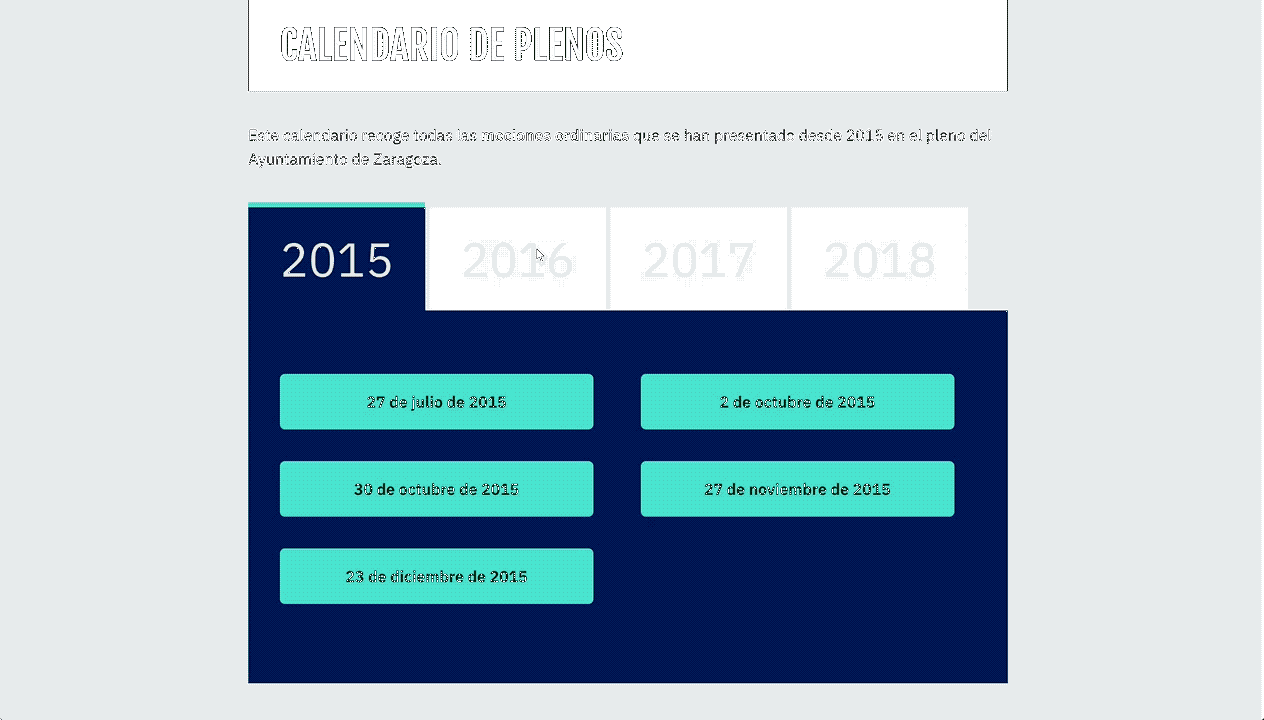 CALENDARIO DE PLENOS
Este calendario recoge todas las mociones ordinarias que se han presentado desde 2015 en el pleno del
Ayuntamiento de Zaragoza.
2015 2016 2017 2018
27 de julio de 2015 2 de octubre de 2015
30 de octubre de 2015 27 de noviembre de 2015
23 de diciembre de 2015